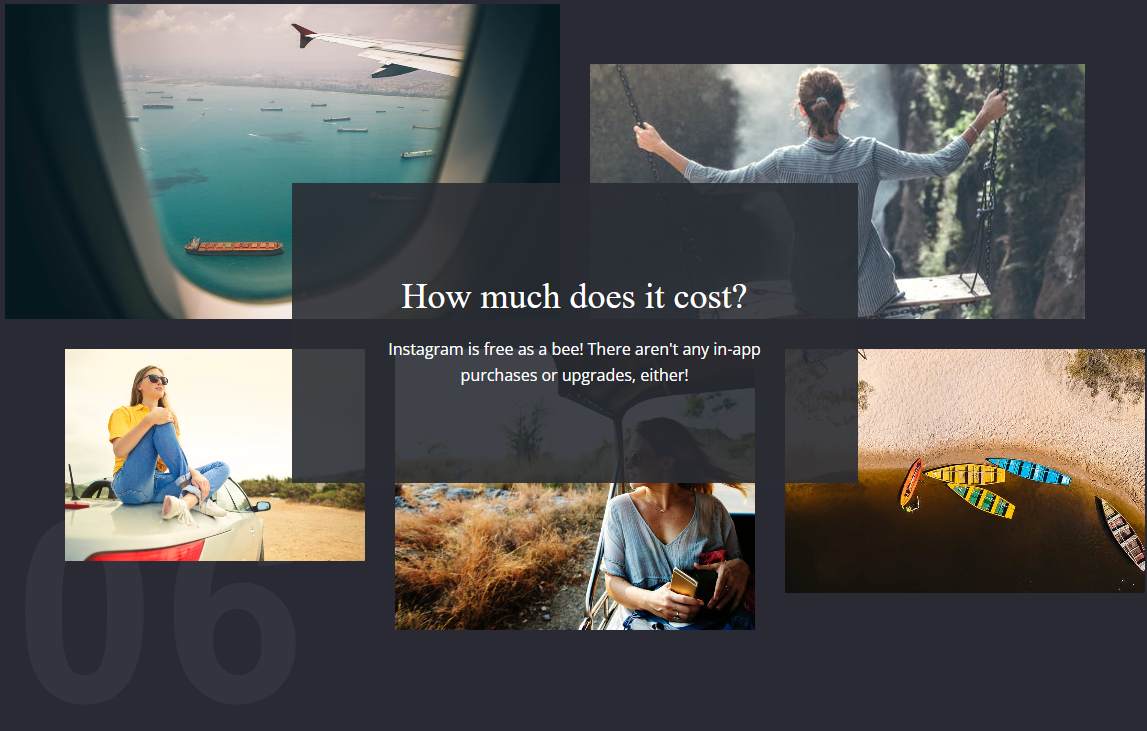 How much does it cost?
Instagram is free as a bee! There aren't any in-app
purchases or upgrades, either!
06